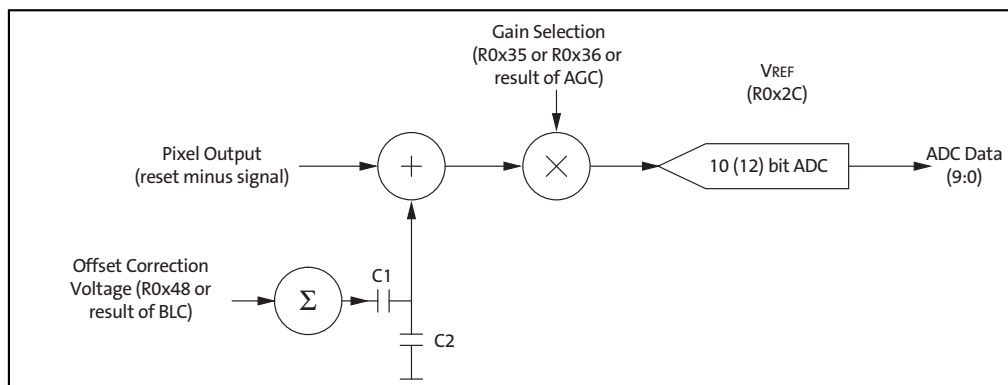 Gain Selection
(R0x35 or R0x36 or
result of AGC)
VREF
(R0x2C)
Pixel Output
(reset minus signal)
+
×
10 (12) bit ADC
ADC Data
(9:0)
Offset Correction
Voltage (R0x48 or
result of BLC)
Σ
C1
C2